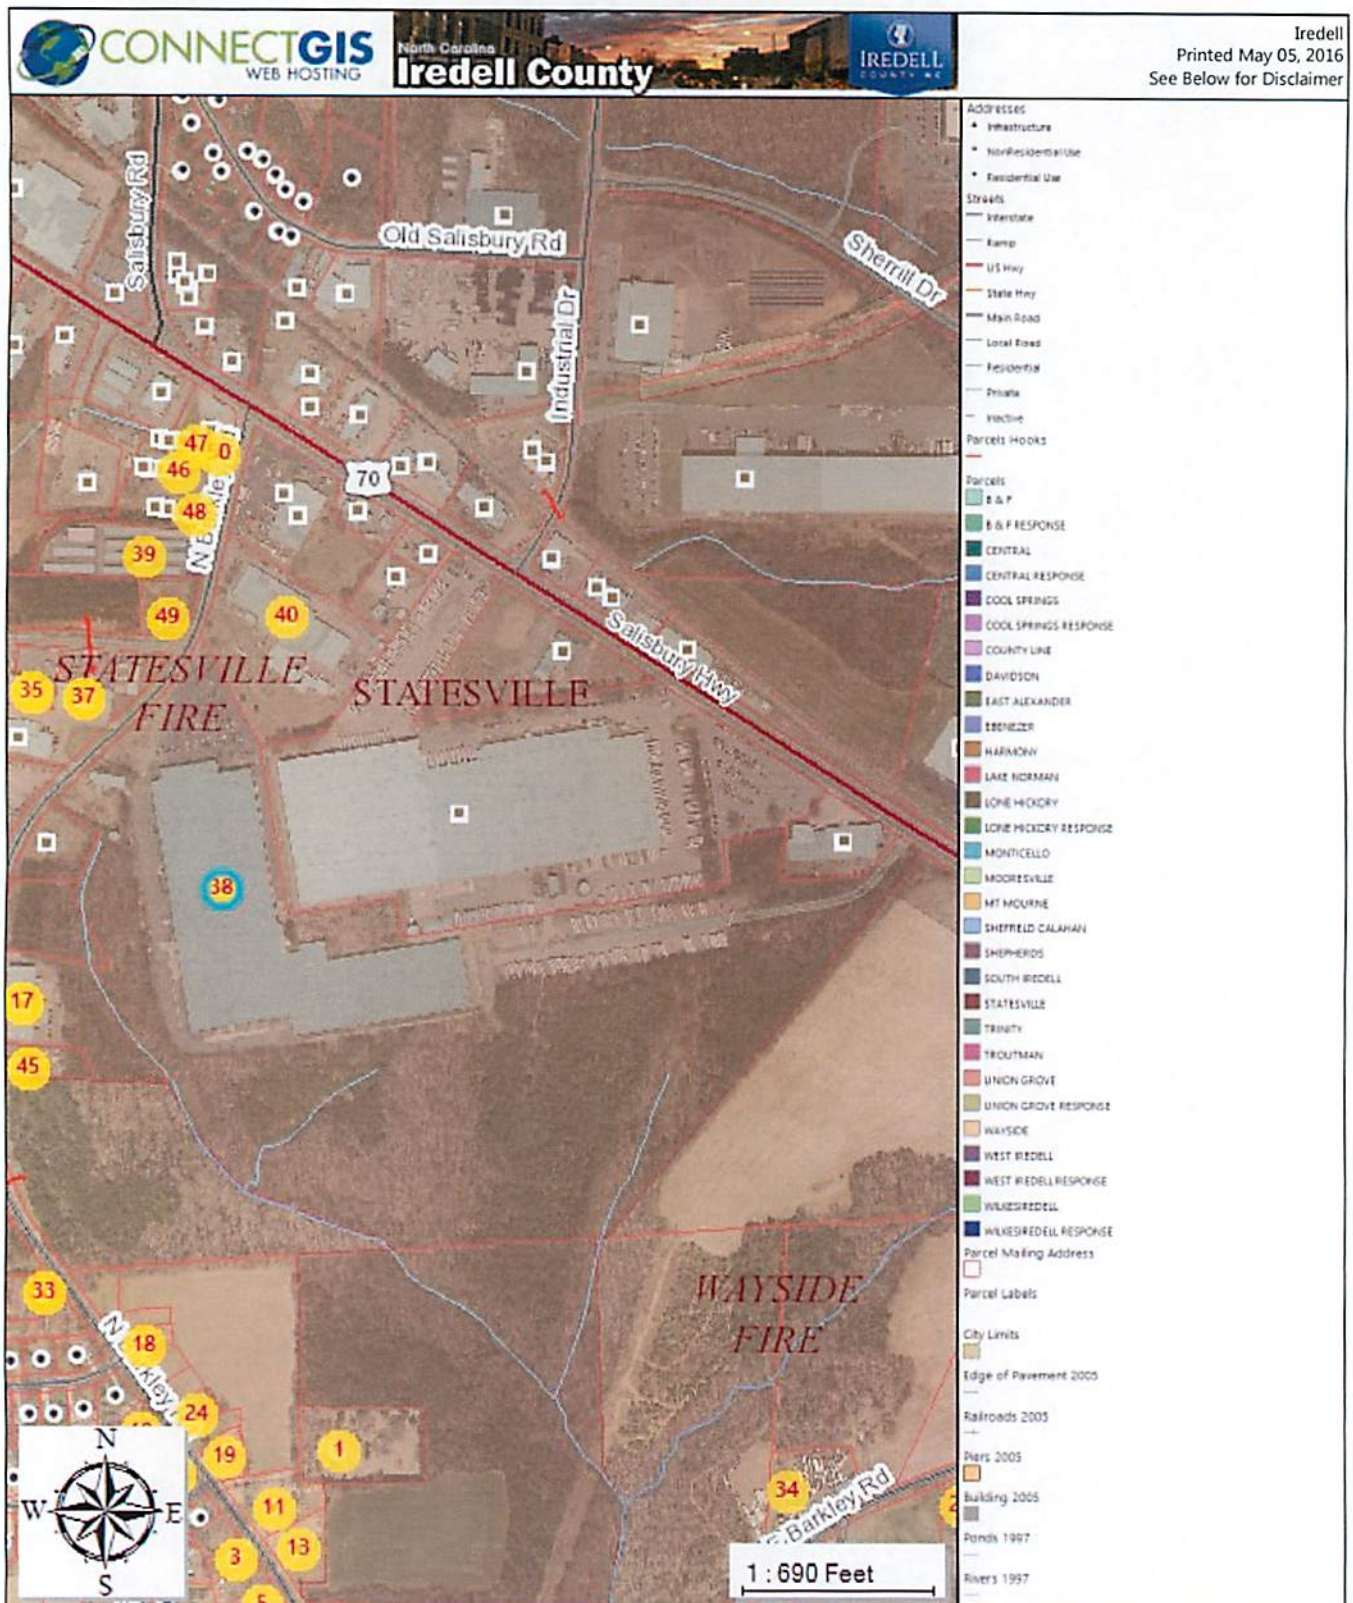 CONNECTGIS
WEB HOSTING
North Carolina
Iredell County
IREDELL
COUNTY NC
Iredell
Printed May 05, 2016
See Below for Disclaimer
Salisbury Rd
Old Salisbury Rd
Industrial Dr
Sherrill Dr
47
46
48
39
49
40
70
Salisbury Hwy
STATESVILLE
FIRE
STATESVILLE
35
37
38
17
45
33
18
24
19
1
11
13
3
5
34
WAYSIDE
FIRE
E Barkley Rd
N
W
E
S
1 : 690 Feet
Addresses
Infrastructure
NonResidential Use
Residential Use
Streets
Interstate
Ramp
US Hwy
State Hwy
Main Road
Local Road
Residential
Private
Inactive
Parcels Hooks
Parcels
B & F
B & F RESPONSE
CENTRAL
CENTRAL RESPONSE
COOL SPRINGS
COOL SPRINGS RESPONSE
COUNTY LINE
DAVIDSON
EAST ALEXANDER
EBENEZER
HARMONY
LAKE NORMAN
LONE HICKORY
LONE HICKORY RESPONSE
MONTICELLO
MOORESVILLE
MT MOURNE
SHEFFIELD CALAHAN
SHEPHERDS
SOUTH IREDELL
STATESVILLE
TRINITY
TROUTMAN
UNION GROVE
UNION GROVE RESPONSE
WAYSIDE
WEST IREDELL
WEST IREDELL RESPONSE
WILKESIREDELL
WILKESIREDELL RESPONSE
Parcel Mailing Address
Parcel Labels
City Limits
Edge of Pavement 2005
Railroads 2005
Piers 2005
Building 2005
Ponds 1997
Rivers 1997